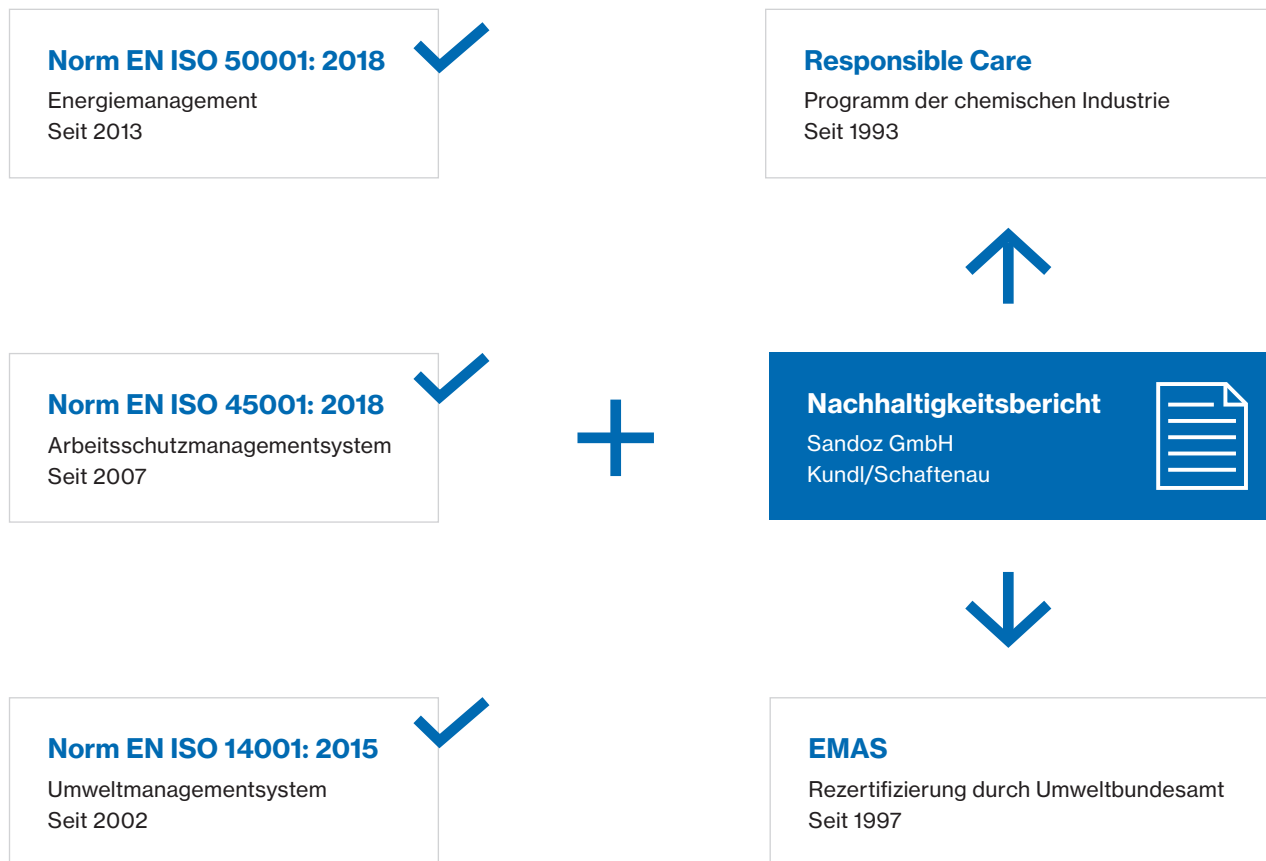 Norm EN ISO 50001: 2018
Energiemanagement
Seit 2013
Responsible Care
Programm der chemischen Industrie
Seit 1993
Norm EN ISO 45001: 2018
Arbeitsschutzmanagementsystem
Seit 2007
Nachhaltigkeitsbericht
Sandoz GmbH
Kundl/Schaftenau
Norm EN ISO 14001: 2015
Umweltmanagementsystem
Seit 2002
EMAS
Rezertifizierung durch Umweltbundesamt
Seit 1997